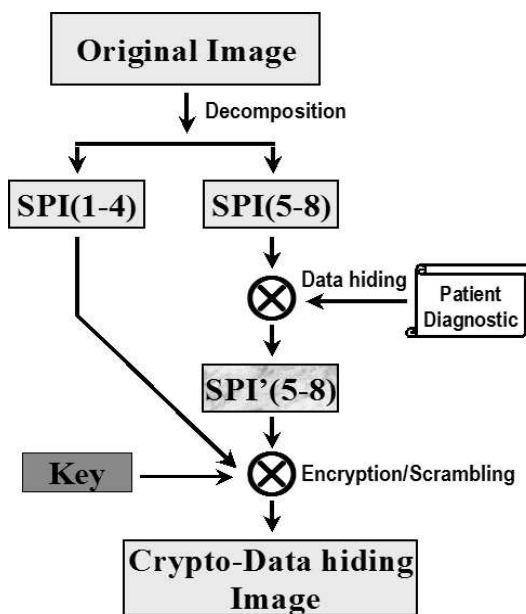 Original Image
Decomposition
SPI(1-4)
SPI(5-8)
Data hiding
Patient
Diagnostic
SPI’(5-8)
Key
Encryption/Scrambling
Crypto-Data hiding
Image